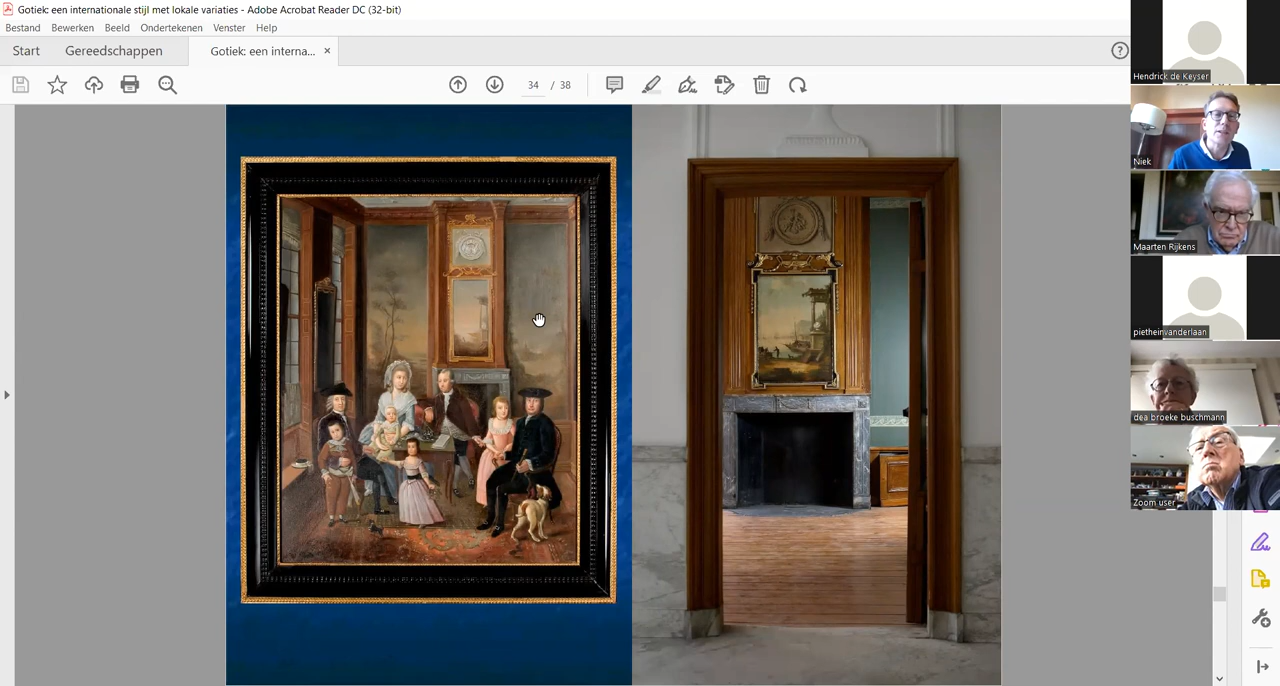 Gotiek: een internationale stijl met lokale variaties - Adobe Acrobat Reader DC (32-bit)
Bestand Bewerken Beeld Ondertekenen Venster Help
Start Gereedschappen Gotiek: een interna... ×
34 / 38
Hendrick de Keyser
Niek
Maarten Rijkens
pietheinvanderlaan
dea broeke buschmann
Zoom user